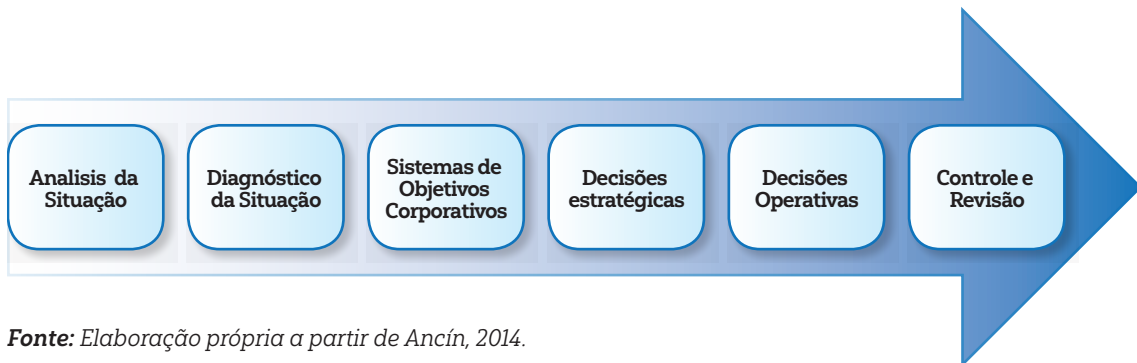 Analisis da
Situação
Diagnóstico
da Situação
Sistemas de
Objetivos
Corporativos
Decisões
estratégicas
Decisões
Operativas
Controle e
Revisão
Fonte: Elaboração própria a partir de Ancín, 2014.